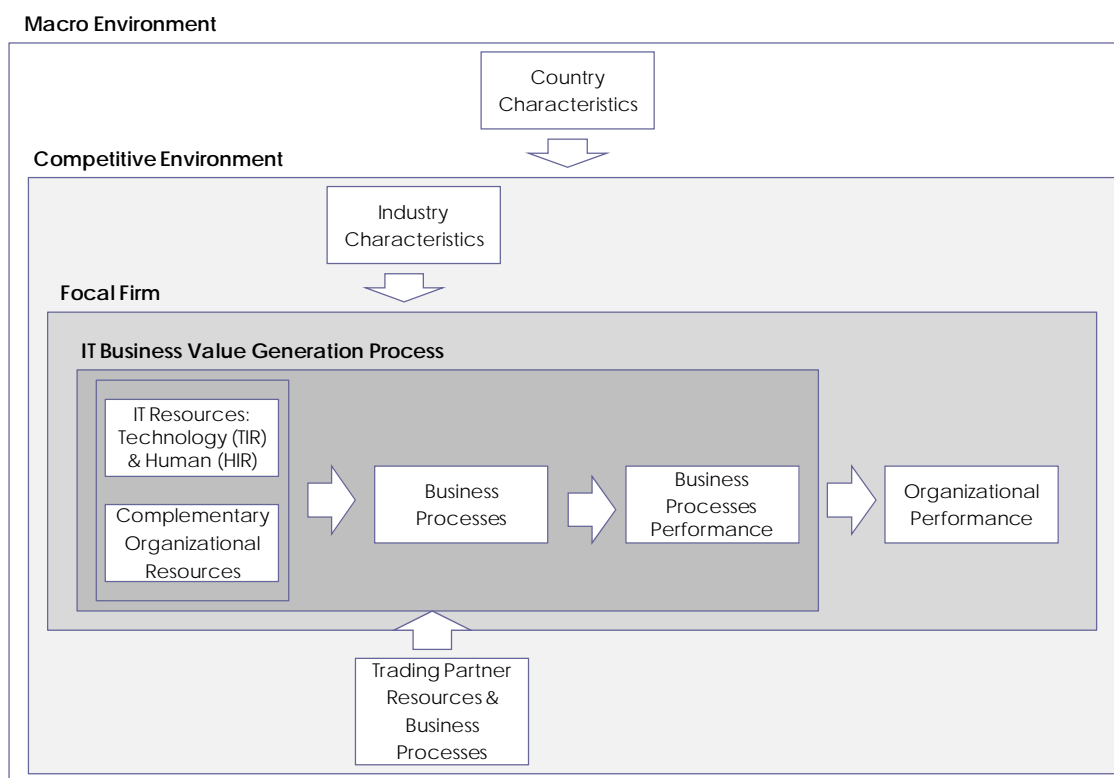 Macro Environment
Country
Characteristics
Competitive Environment
Industry
Characteristics
Focal Firm
IT Business Value Generation Process
IT Resources:
Technology (TIR)
& Human (HIR)
Complementary
Organizational
Resources
Business
Processes
Business
Processes
Performance
Organizational
Performance
Trading Partner
Resources &
Business
Processes